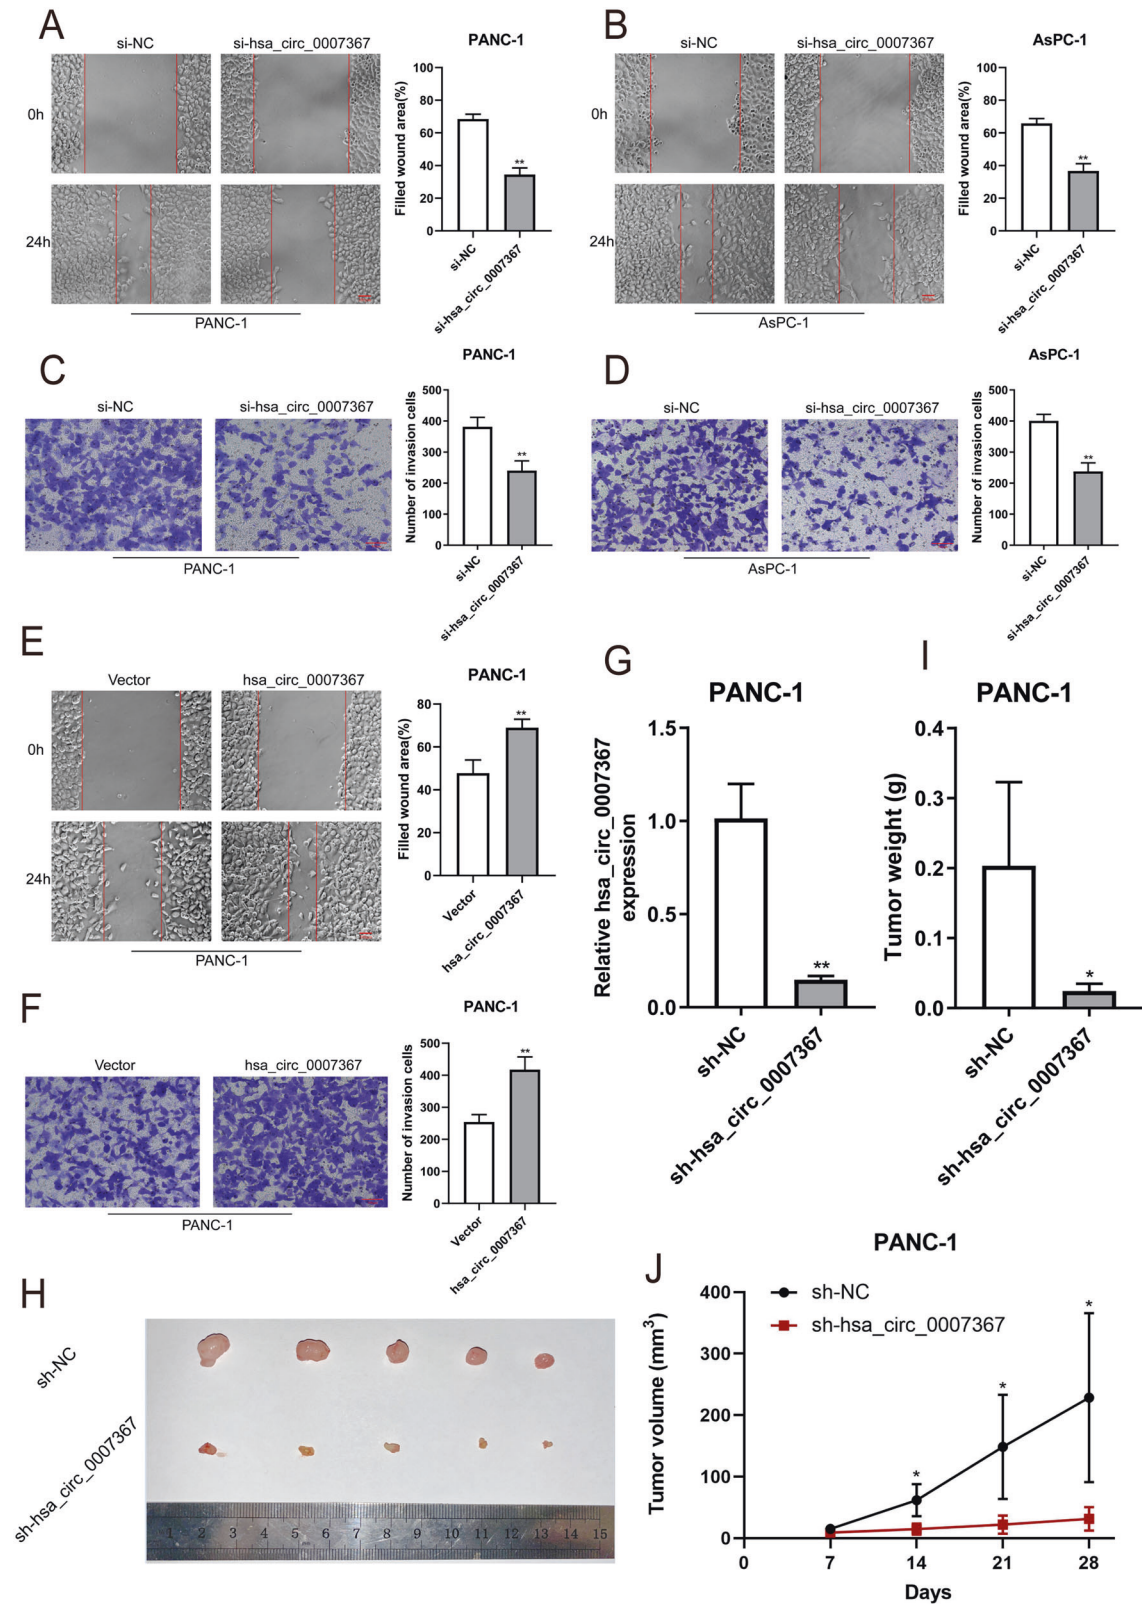 A
si-NC
si-hsa_circ_0007367
0h
24h
PANC-1
PANC-1
Filled wound area(%)
100
80
60
40
20
0
**
si-NC
si-hsa_circ_0007367
B
si-NC
si-hsa_circ_0007367
0h
24h
AsPC-1
AsPC-1
Filled wound area(%)
100
80
60
40
20
0
**
si-NC
si-hsa_circ_0007367
C
si-NC
si-hsa_circ_0007367
PANC-1
PANC-1
Number of invasion cells
500
400
300
200
100
0
**
si-NC
si-hsa_circ_0007367
D
si-NC
si-hsa_circ_0007367
AsPC-1
AsPC-1
Number of invasion cells
500
400
300
200
100
0
**
si-NC
si-hsa_circ_0007367
E
Vector
hsa_circ_0007367
0h
24h
PANC-1
PANC-1
Filled wound area(%)
80
60
40
20
0
**
Vector
hsa_circ_0007367
F
Vector
hsa_circ_0007367
PANC-1
PANC-1
Number of invasion cells
500
400
300
200
100
0
**
Vector
hsa_circ_0007367
G
PANC-1
Relative hsa_circ_0007367
expression
1.5
1.0
0.5
0.0
**
sh-NC
sh-hsa_circ_0007367
I
PANC-1
Tumor weight (g)
0.4
0.3
0.2
0.1
0.0
*
sh-NC
sh-hsa_circ_0007367
H
sh-NC
sh-hsa_circ_0007367
1 2 3 4 5 6 7 8 9 10 11 12 13 14 15
J
PANC-1
sh-NC
sh-hsa_circ_0007367
Tumor volume (mm³)
400
300
200
100
0
*
*
*
0 7 14 21 28
Days